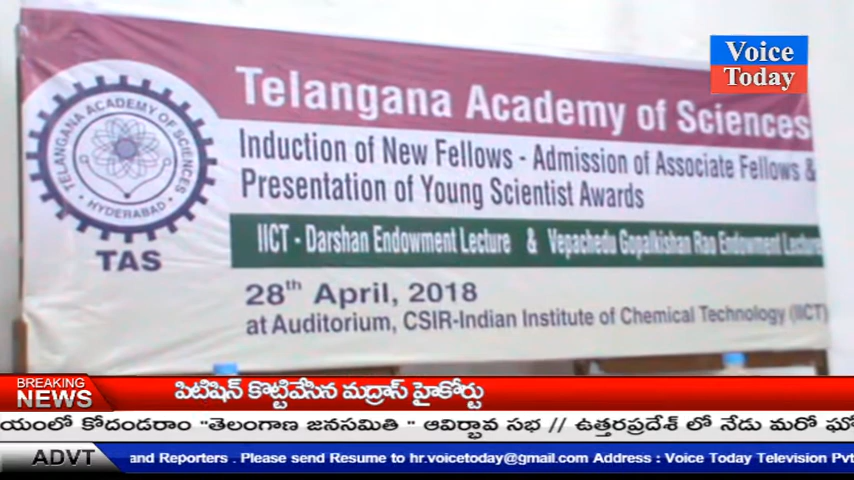 Voice
Today
Telangana Academy of Sciences
Induction of New Fellows - Admission of Associate Fellows &
Presentation of Young Scientist Awards
IICT - Darshan Endowment Lecture & Vepachedu Gopalkishan Rao Endowment Lecture
28th April, 2018
at Auditorium, CSIR-Indian Institute of Chemical Technology (IICT)
TELANGANA ACADEMY OF SCIENCES
HYDERABAD
TAS
BREAKING
NEWS
పిటిషన్ కొట్టివేసిన మద్రాస్ హైకోర్టు
యంలో కోదండరాం "తెలంగాణ జనసమితి " ఆవిర్భావ సభ // ఉత్తరప్రదేశ్ లో నేడు మరో ఘో
ADVT
and Reporters . Please send Resume to hr.voicetoday@gmail.com Address : Voice Today Television Pvt